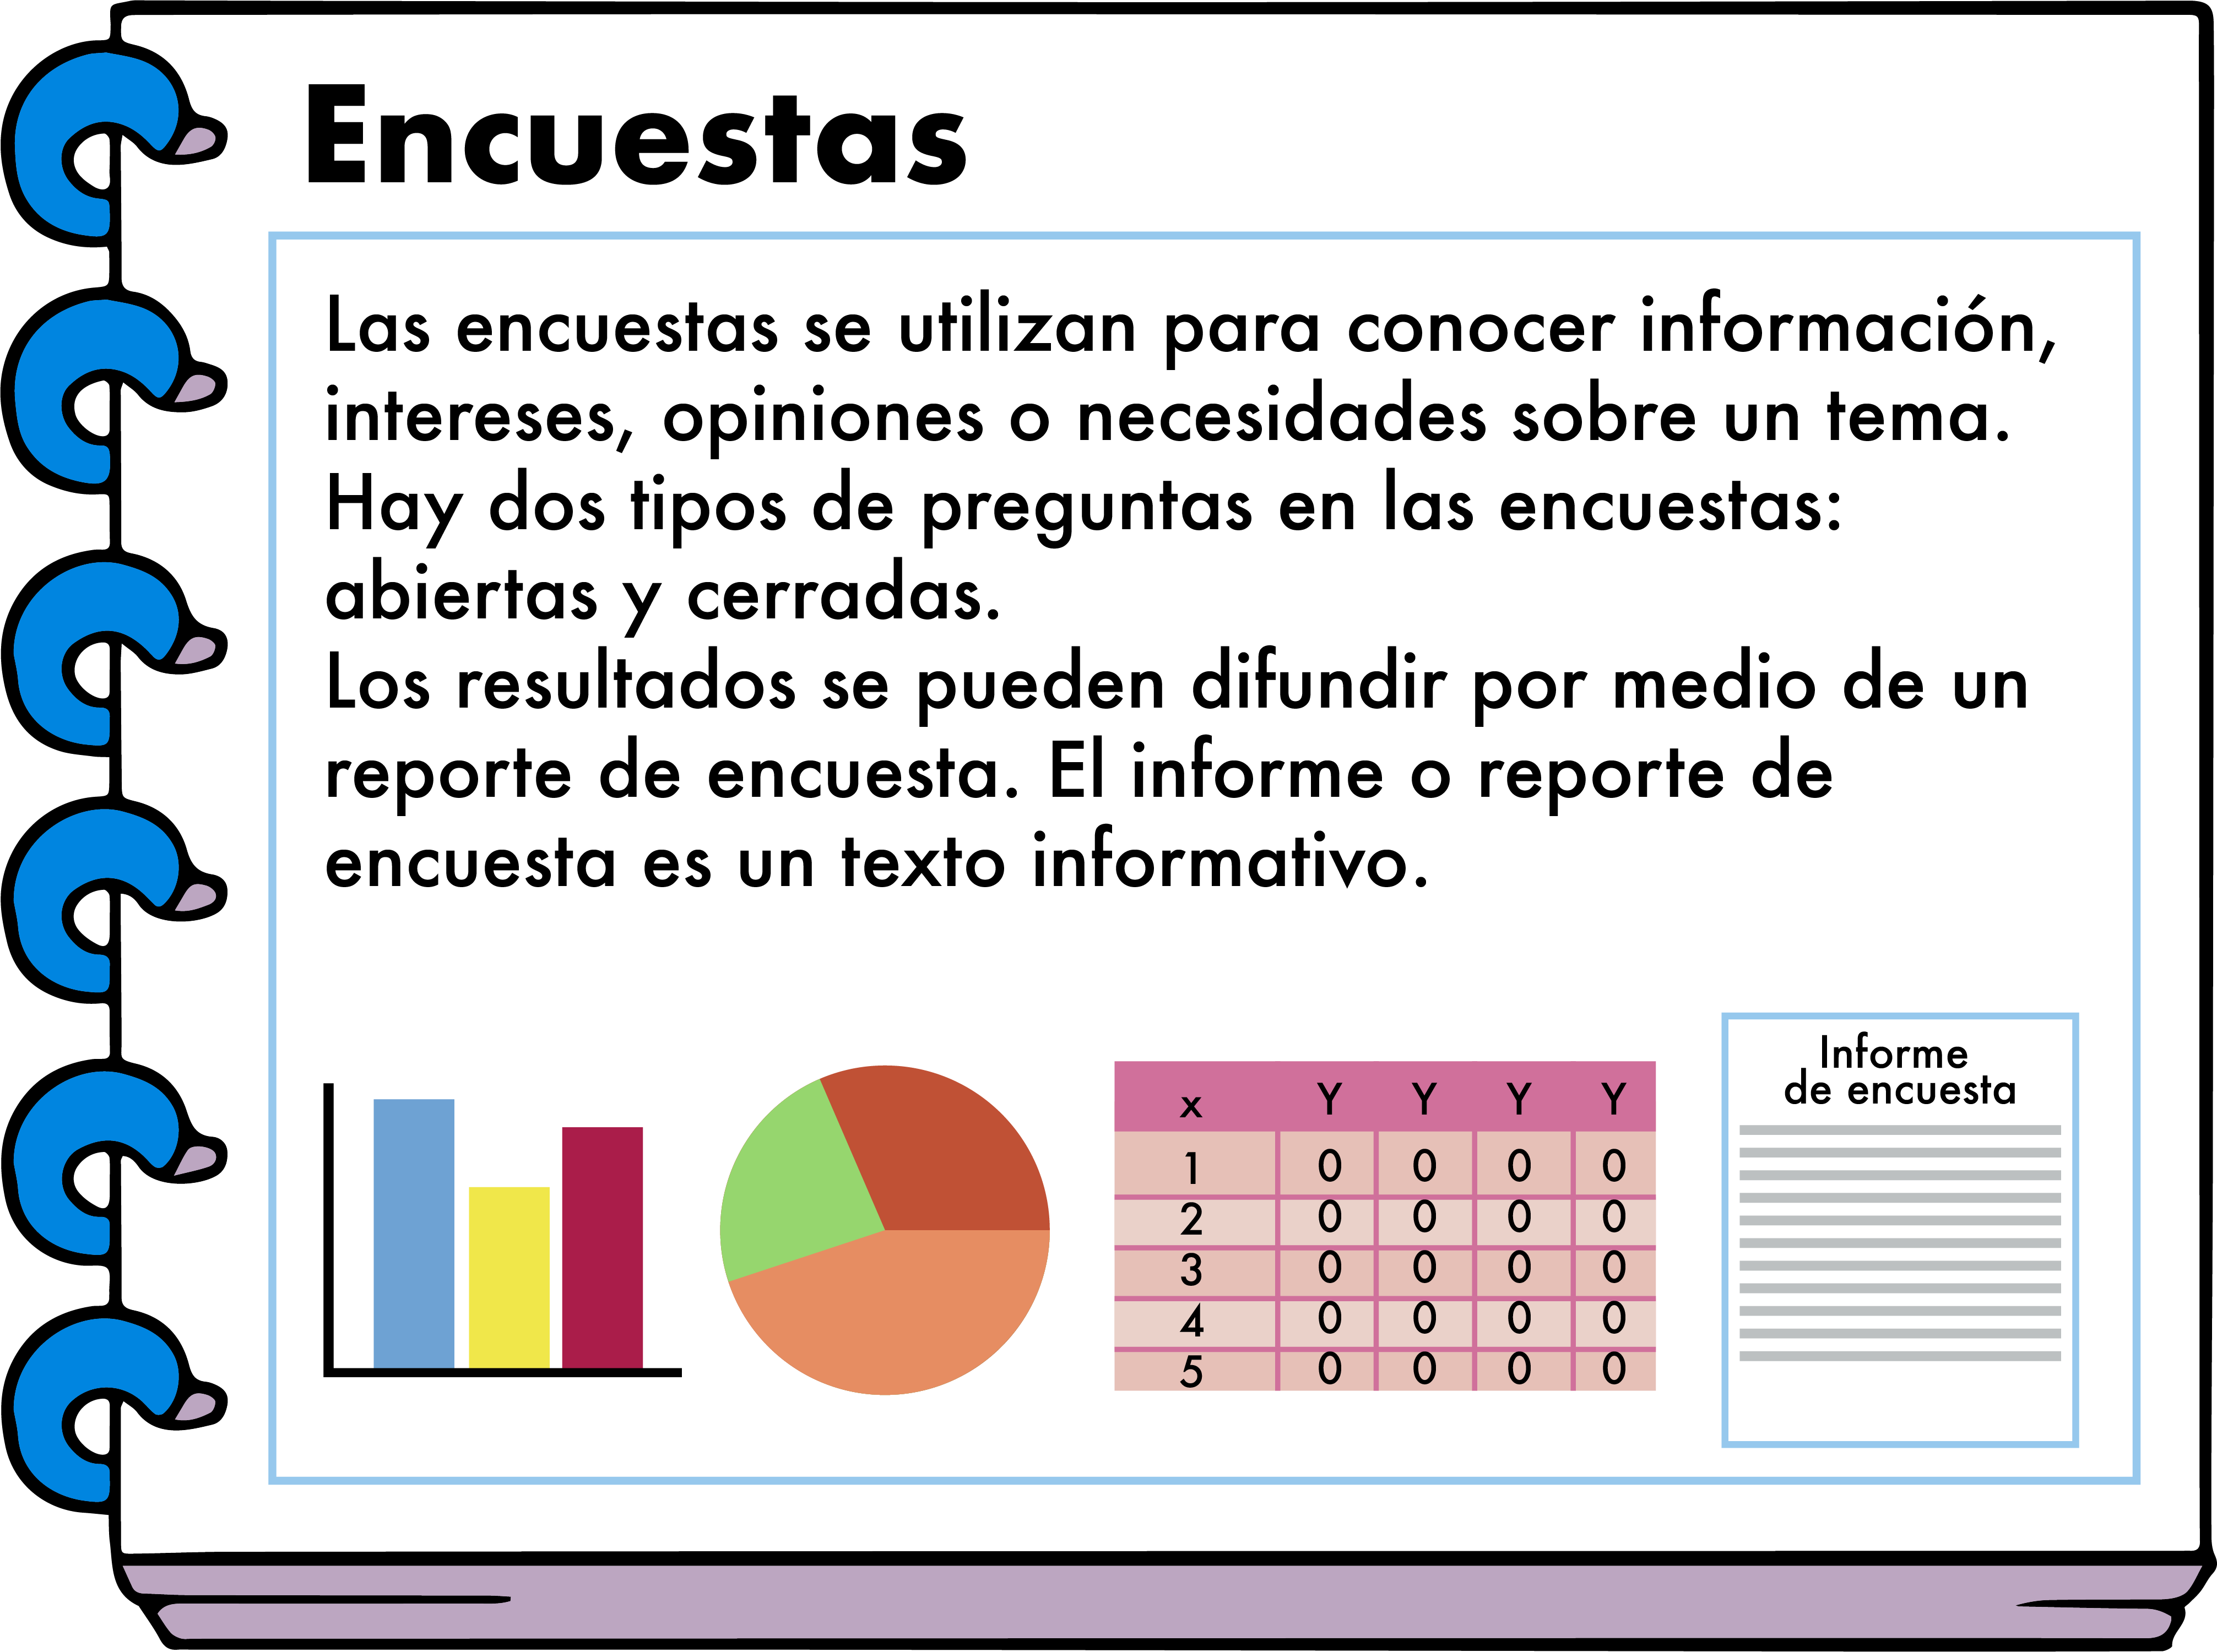 Encuestas
Las encuestas se utilizan para conocer información,
intereses, opiniones o necesidades sobre un tema.
Hay dos tipos de preguntas en las encuestas:
abiertas y cerradas.
Los resultados se pueden difundir por medio de un
reporte de encuesta. El informe o reporte de
encuesta es un texto informativo.
x Y Y Y Y
1 0 0 0 0
2 0 0 0 0
3 0 0 0 0
4 0 0 0 0
5 0 0 0 0
Informe
de encuesta